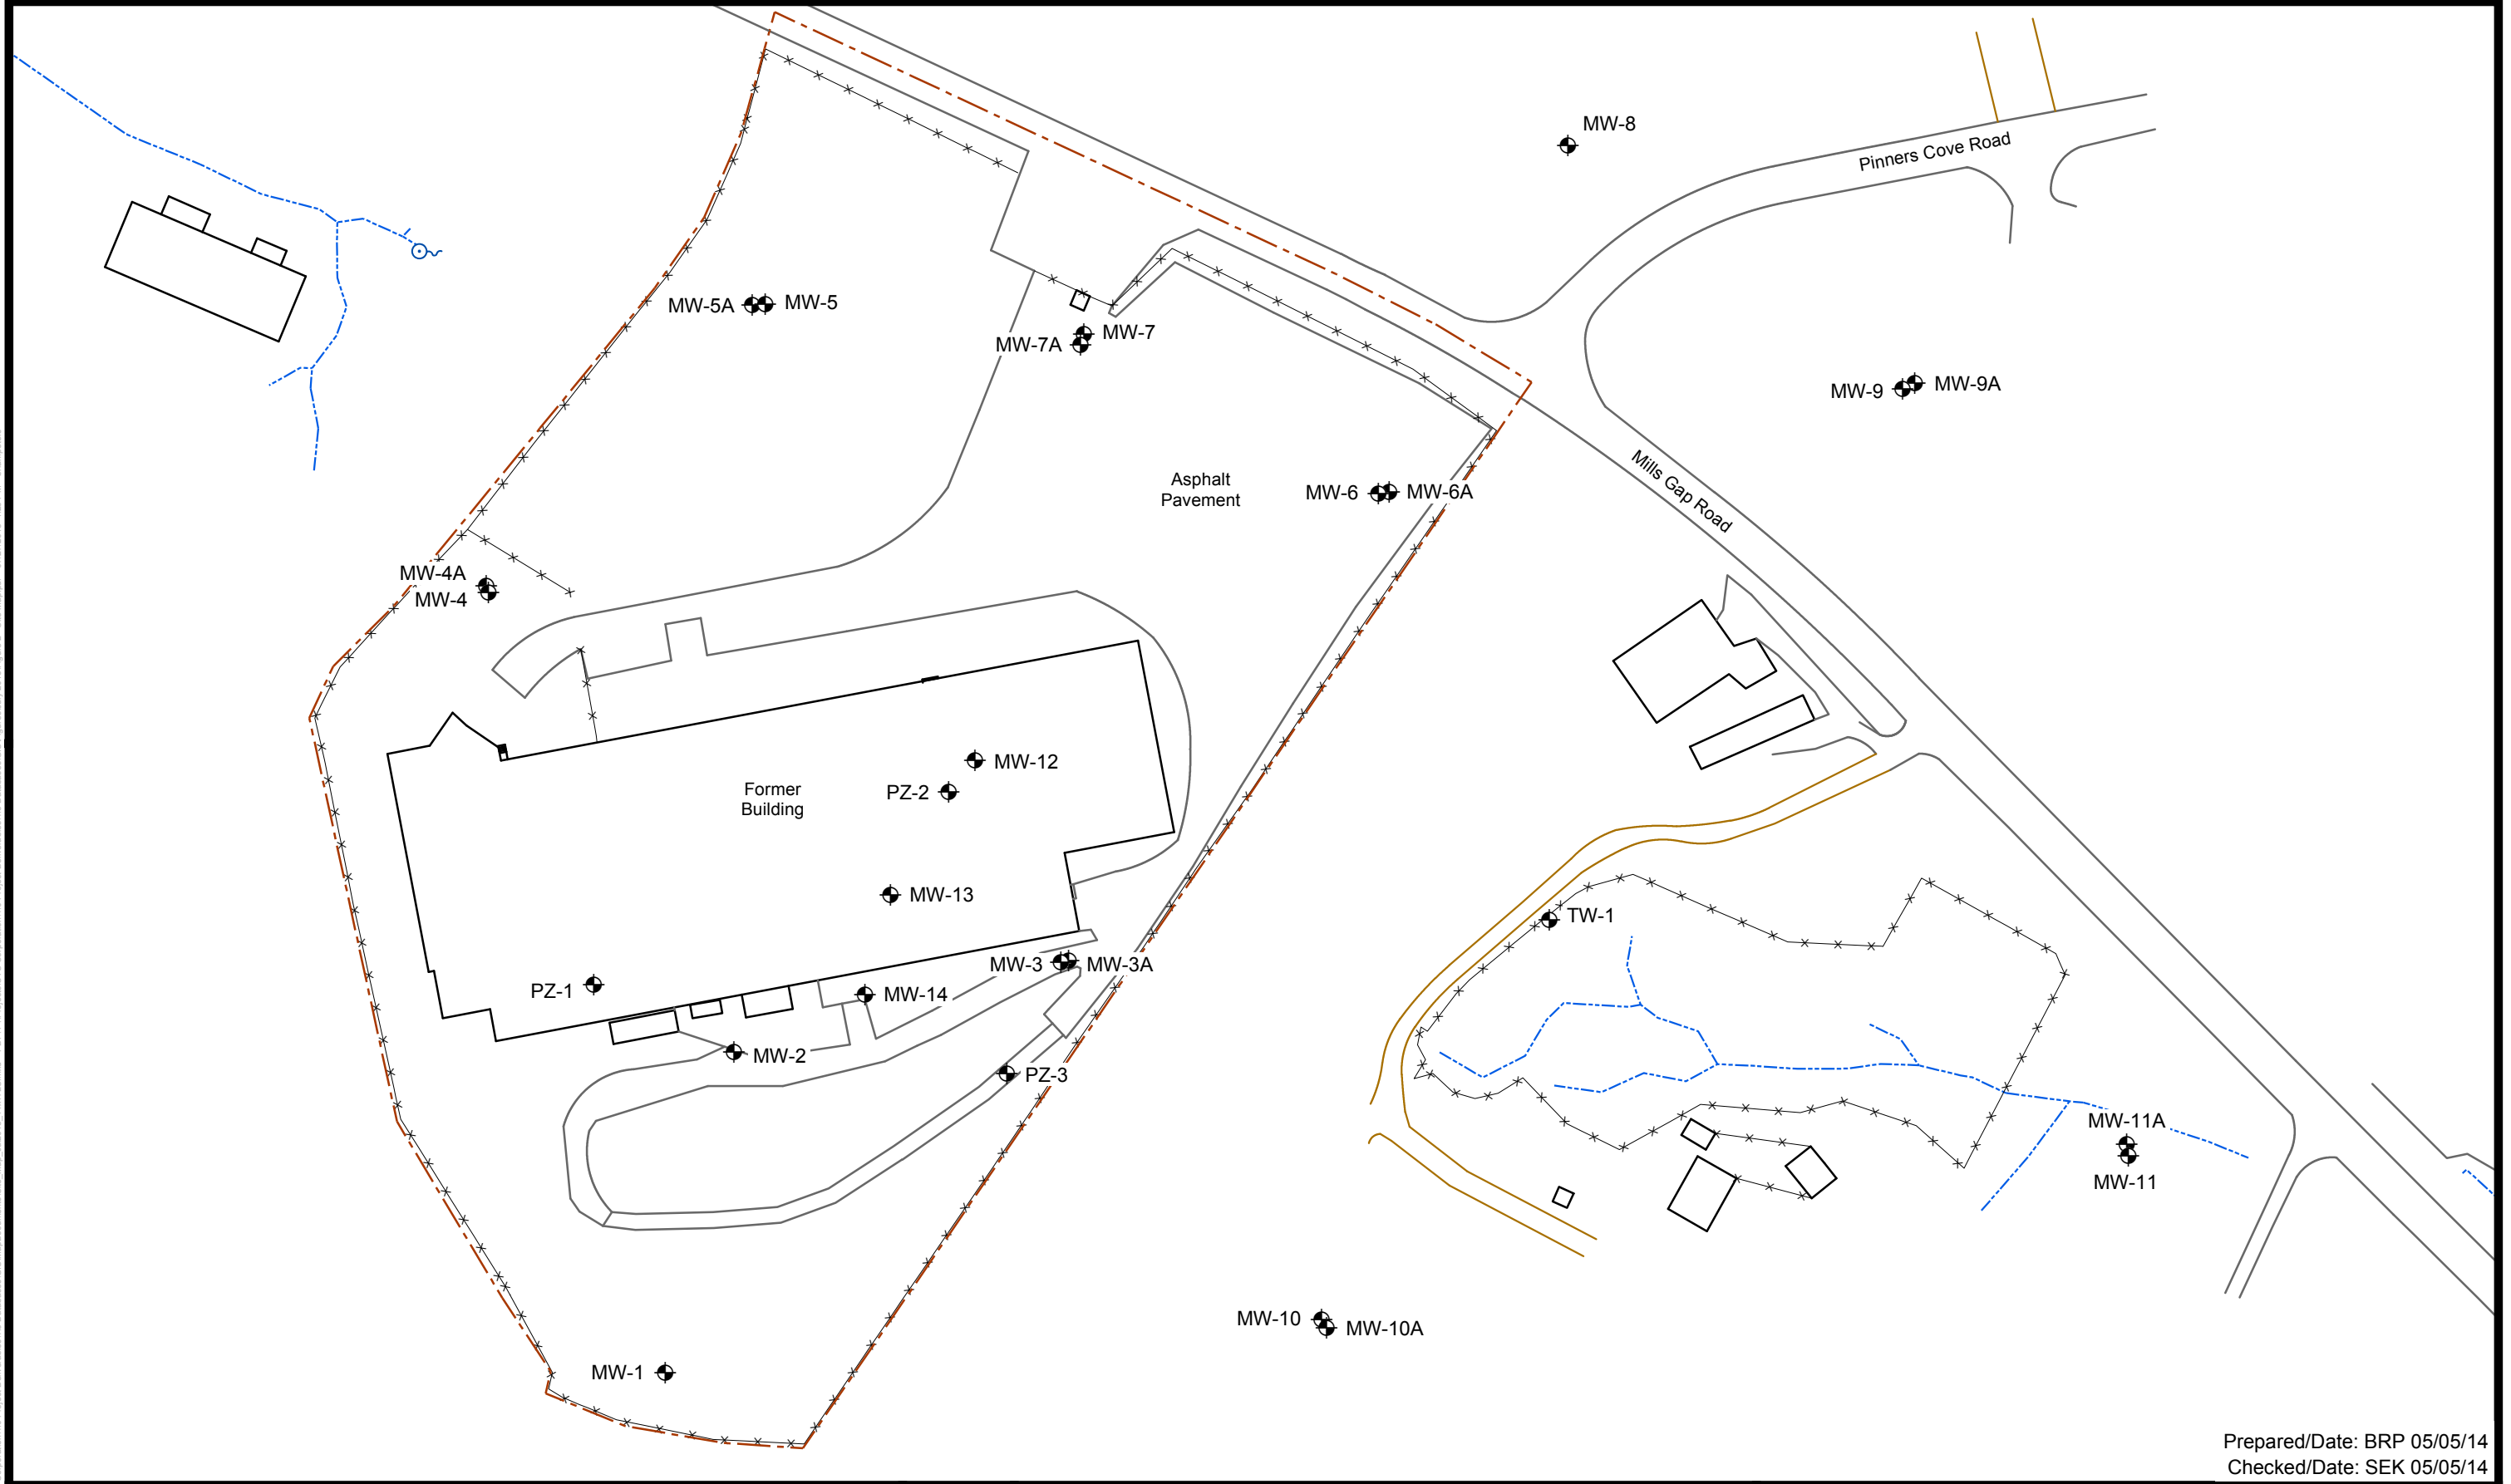 MW-8
Pinners Cove Road
MW-5A
MW-5
MW-7
MW-7A
MW-9
MW-9A
Mills Gap Road
Asphalt
Pavement
MW-6
MW-6A
MW-4A
MW-4
MW-12
PZ-2
Former
Building
MW-13
TW-1
MW-3
MW-3A
PZ-1
MW-14
MW-2
PZ-3
MW-11A
MW-11
MW-10
MW-10A
MW-1
Prepared/Date: BRP 05/05/14
Checked/Date: SEK 05/05/14